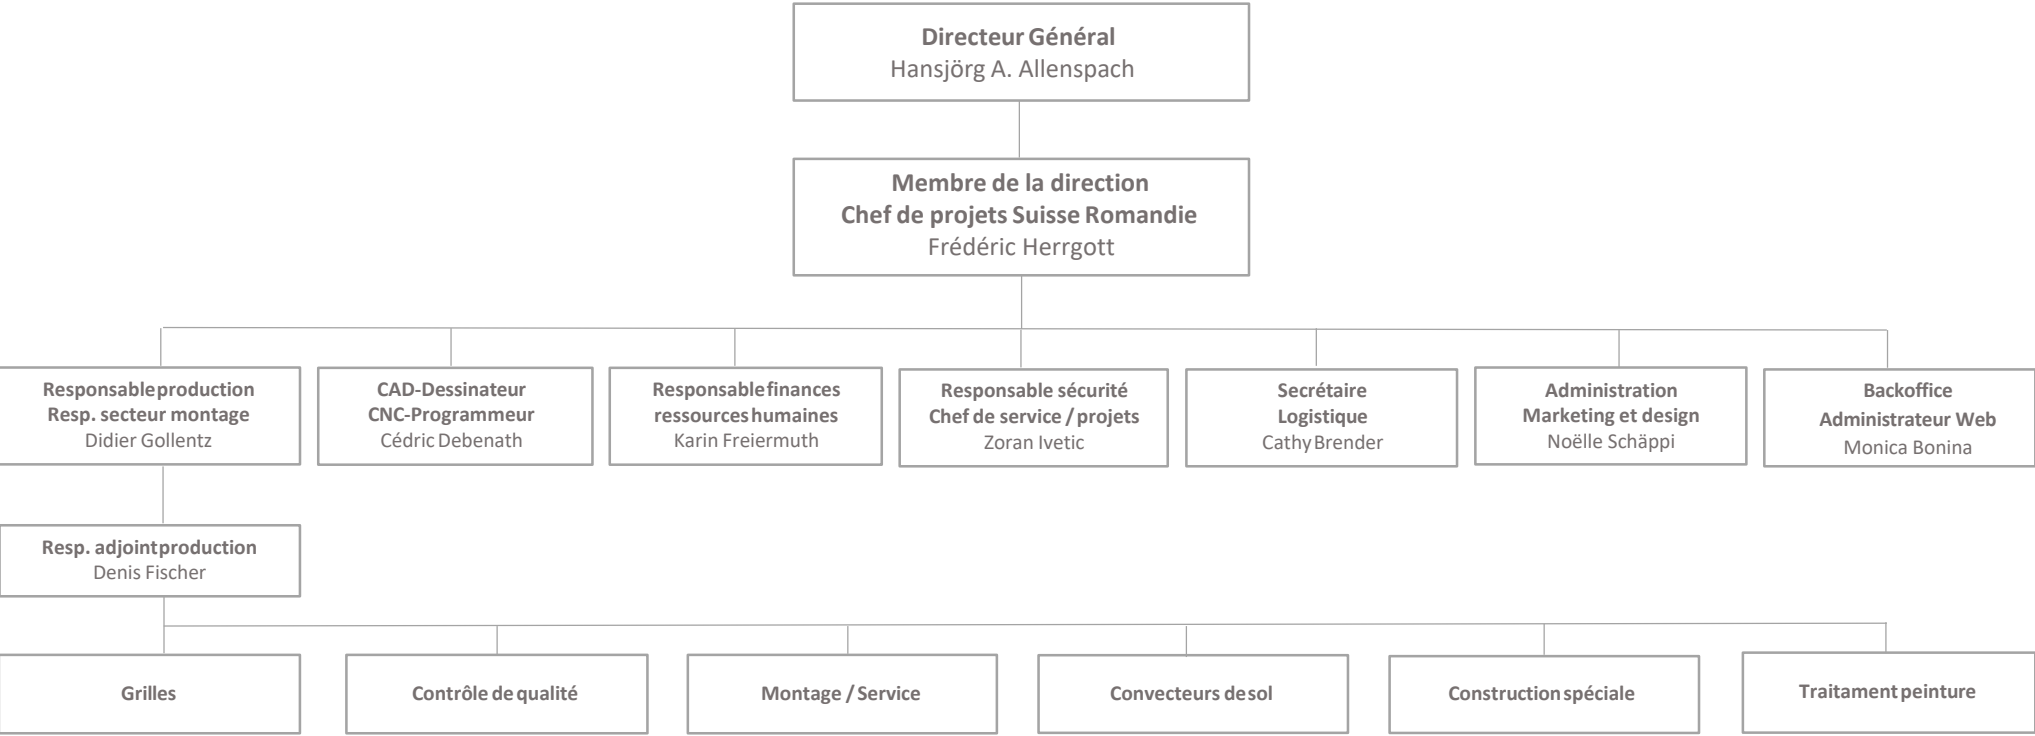 Directeur Général
Hansjörg A. Allenspach
Membre de la direction
Chef de projets Suisse Romandie
Frédéric Herrgott
Responsable production
Resp. secteur montage
Didier Gollentz
CAD-Dessinateur
CNC-Programmeur
Cédric Debenath
Responsable finances
ressources humaines
Karin Freiermuth
Responsable sécurité
Chef de service / projets
Zoran Ivetic
Secrétaire
Logistique
Cathy Brender
Administration
Marketing et design
Noëlle Schäppi
Backoffice
Administrateur Web
Monica Bonina
Resp. adjoint production
Denis Fischer
Grilles
Contrôle de qualité
Montage / Service
Convecteurs de sol
Construction spéciale
Traitament peinture